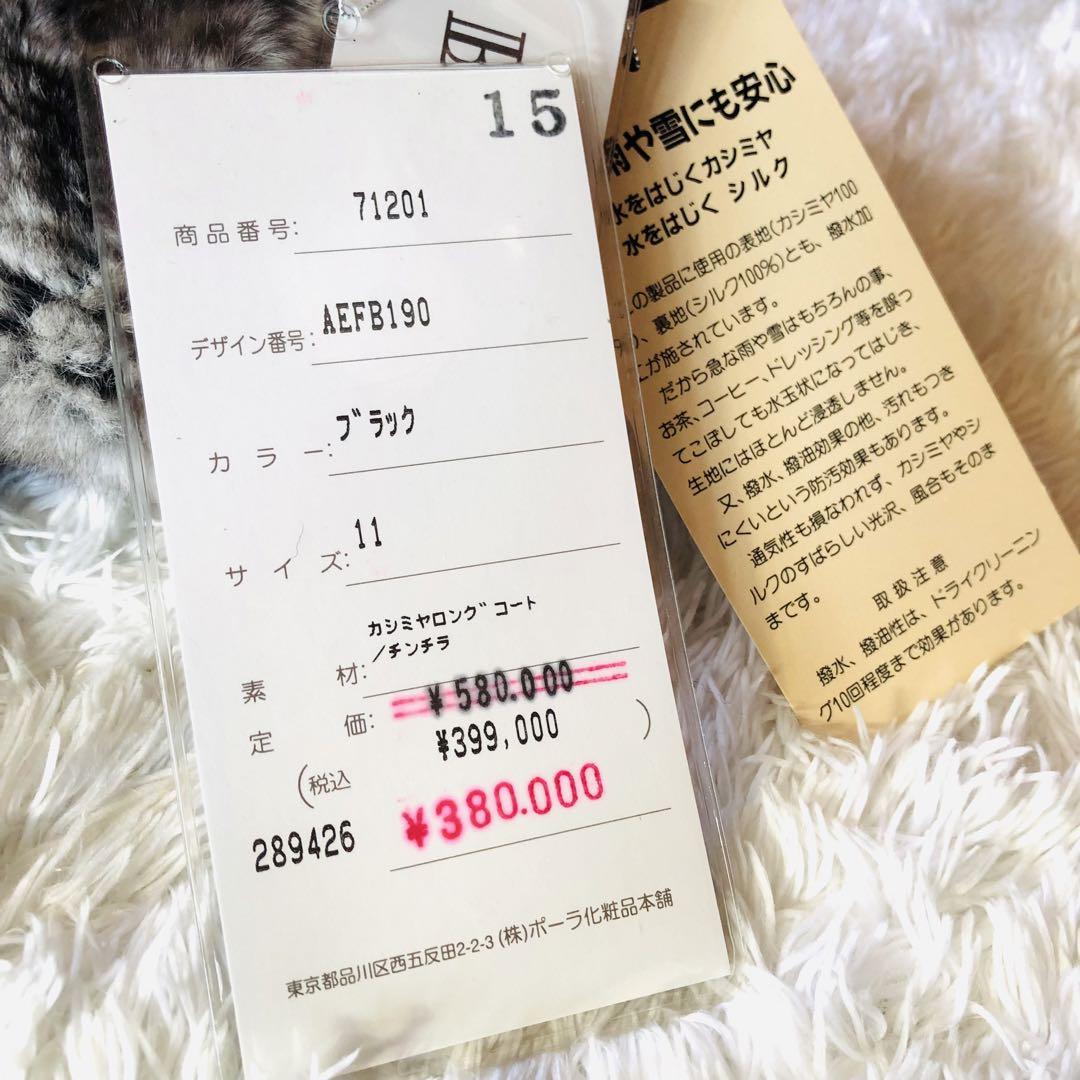 15
商品番号: 71201
デザイン番号: AEFB190
カラー: ブラック
サイズ: 11
素材: カシミヤロングコート
/チンチラ
定価: ¥580.000
¥399,000
(税込 )
¥380.000
289426
東京都品川区西五反田2-2-3 (株)ポーラ化粧品本舗
雨や雪にも安心
水をはじくカシミヤ
水をはじく シルク
の製品に使用の表地(カシミヤ100
、裏地(シルク100%)とも、撥水加
が施されています。
だから急な雨や雪はもちろんの事、
お茶、コーヒー、ドレッシング等を誤っ
てこぼしても水玉状になってはじき、
生地にはほとんど浸透しません。
又、撥水、撥油効果の他、汚れもつき
にくいという防汚効果もあります。
通気性も損なわれず、カシミヤやシ
ルクのすばらしい光沢、風合もそのま
まです。
取扱注意
撥水、撥油性は、ドライクリーニン
グ10回程度まで効果があります。